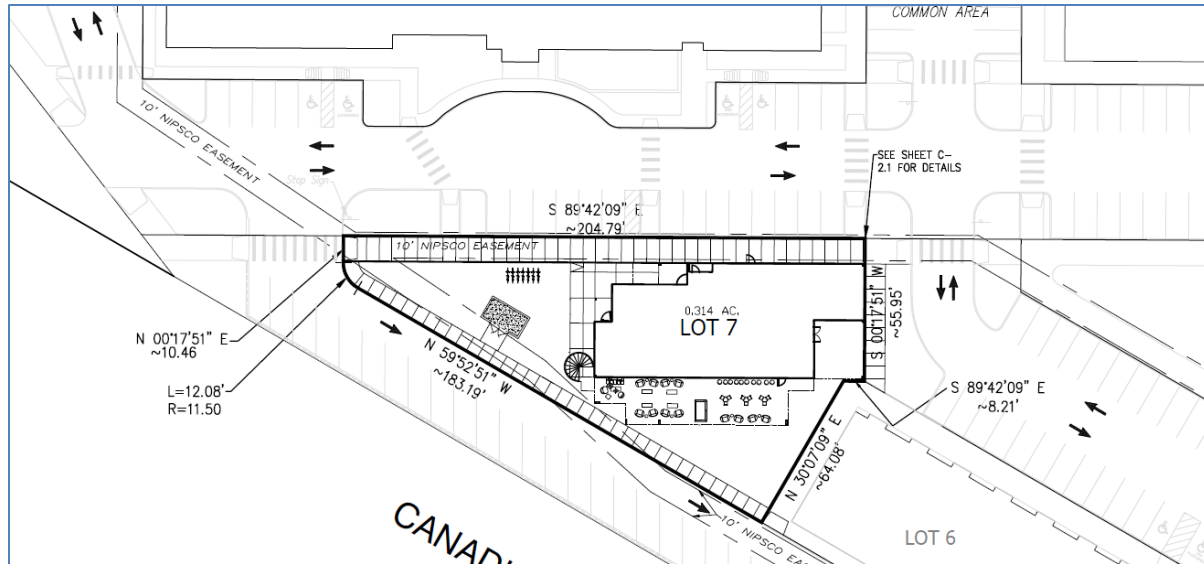 COMMON AREA
10' NIPSCO EASEMENT
SEE SHEET C-
2.1 FOR DETAILS
Stop Sign
S 89°42'09" E
~204.79'
10' NIPSCO EASEMENT
0.314 AC.
LOT 7
S 00°17'51" W
~55.95'
N 00°17'51" E
~10.46
N 59°52'51" W
~183.19'
S 89°42'09" E
~8.21'
L=12.08'
R=11.50
N 30°07'09" E
~64.08'
10' NIPSCO EAS
LOT 6
CANAD